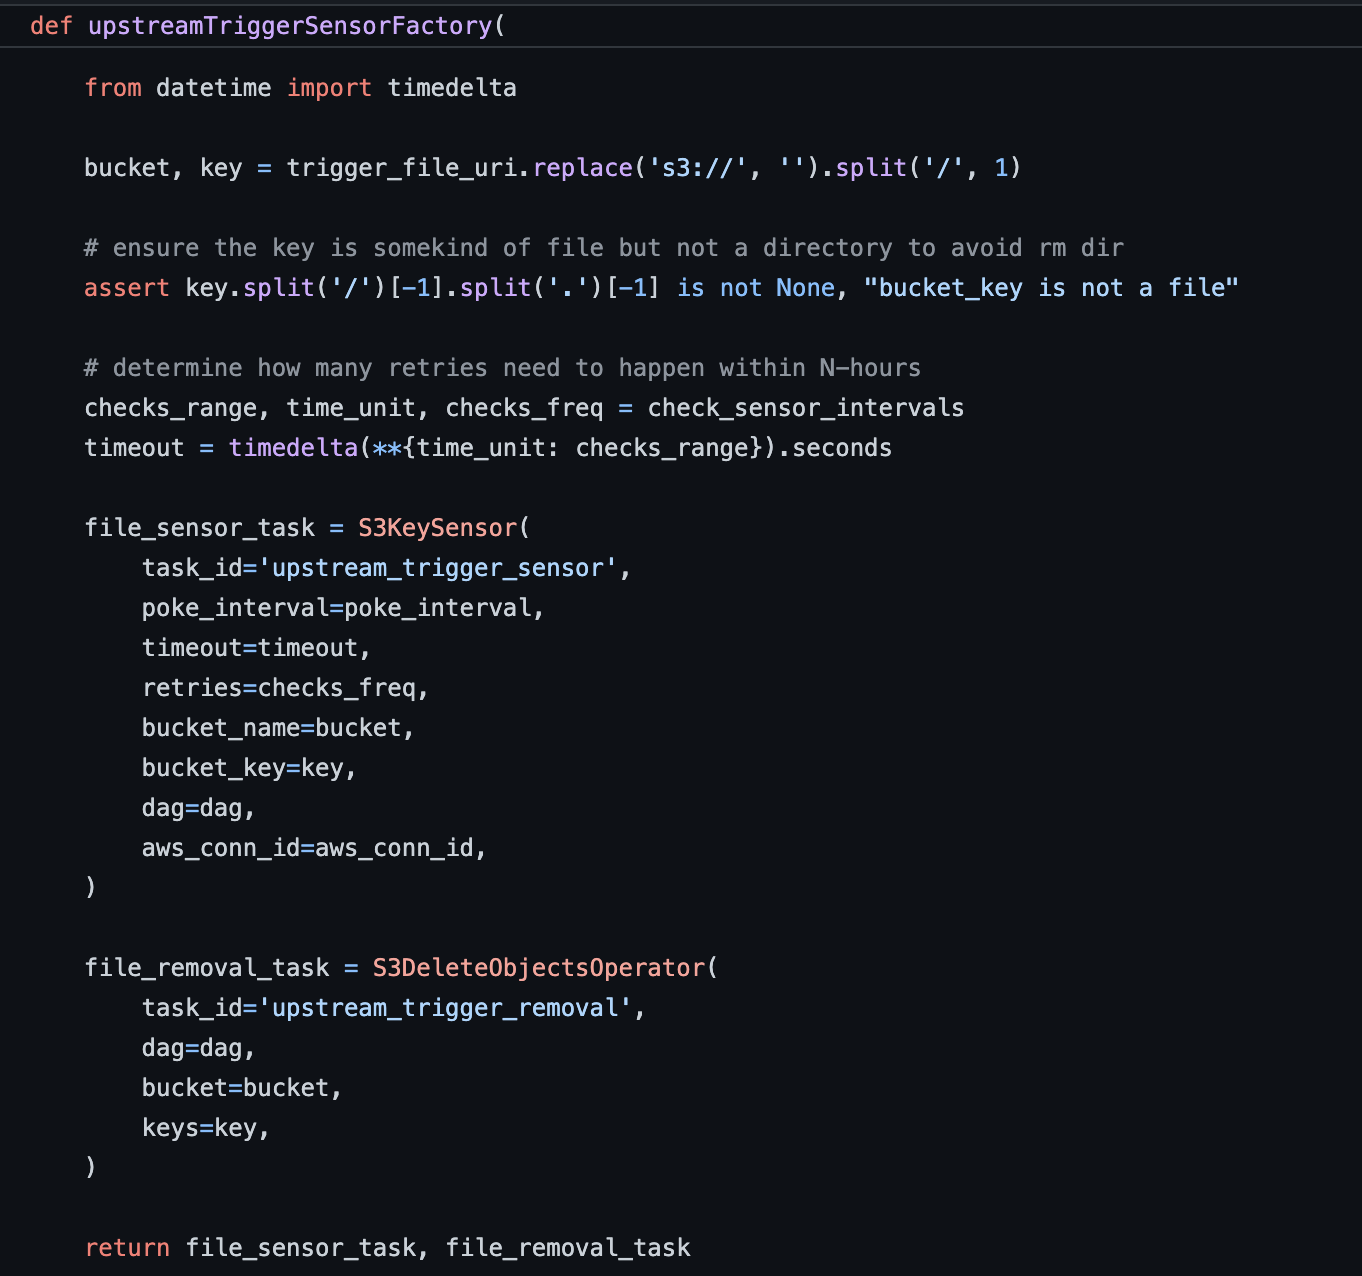 def upstreamTriggerSensorFactory(
from datetime import timedelta
bucket, key = trigger_file_uri.replace('s3://', '').split('/', 1)
# ensure the key is somekind of file but not a directory to avoid rm dir
assert key.split('/')[-1].split('.')[-1] is not None, "bucket_key is not a file"
# determine how many retries need to happen within N-hours
checks_range, time_unit, checks_freq = check_sensor_intervals
timeout = timedelta(**{time_unit: checks_range}).seconds
file_sensor_task = S3KeySensor(
task_id='upstream_trigger_sensor',
poke_interval=poke_interval,
timeout=timeout,
retries=checks_freq,
bucket_name=bucket,
bucket_key=key,
dag=dag,
aws_conn_id=aws_conn_id,
)
file_removal_task = S3DeleteObjectsOperator(
task_id='upstream_trigger_removal',
dag=dag,
bucket=bucket,
keys=key,
)
return file_sensor_task, file_removal_task